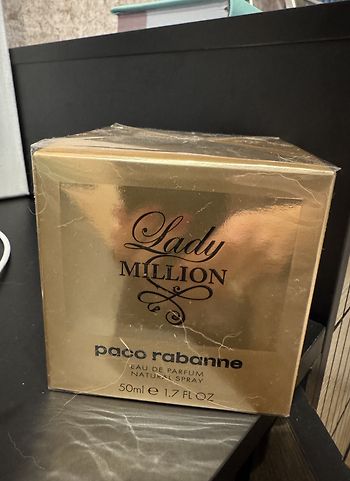 Lady
MILLION
paco rabanne
EAU DE PARFUM
NATURAL SPRAY
50ml e 1.7 FL OZ